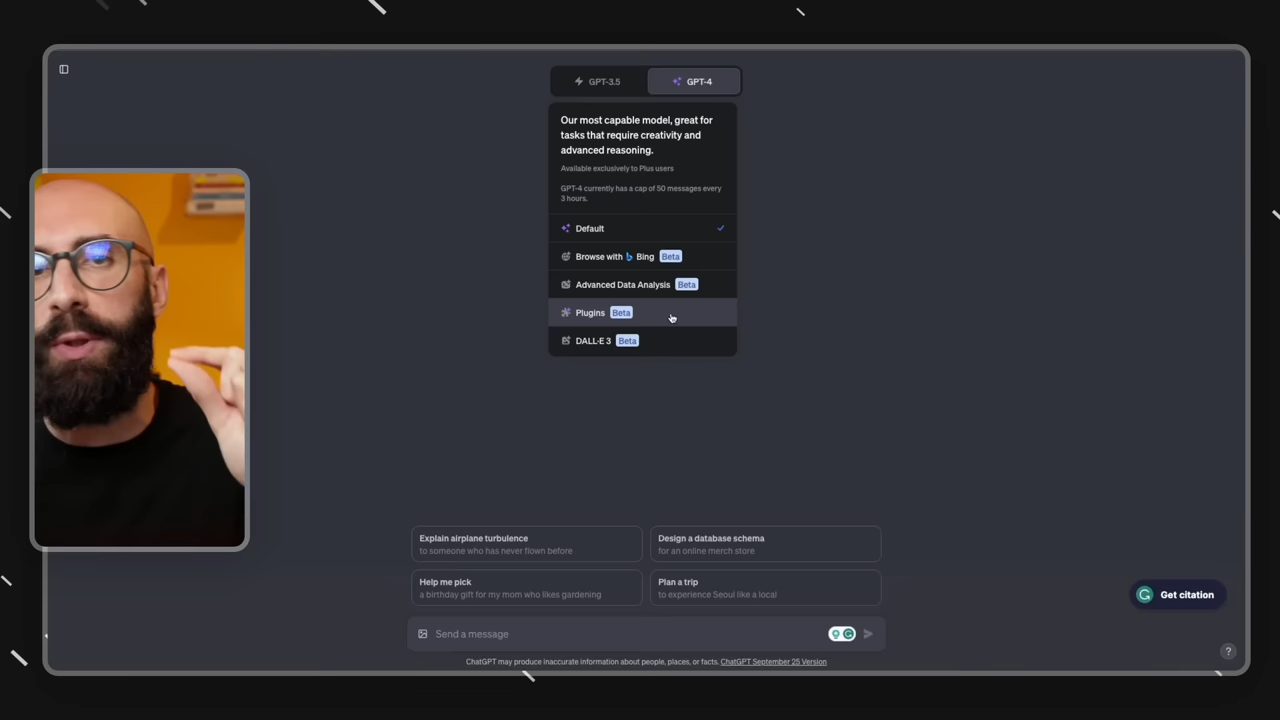 GPT-3.5
GPT-4
Our most capable model, great for
tasks that require creativity and
advanced reasoning.
Available exclusively to Plus users
GPT-4 currently has a cap of 50 messages every
3 hours.
Default
Browse with Bing Beta
Advanced Data Analysis Beta
Plugins Beta
DALL·E 3 Beta
Explain airplane turbulence
to someone who has never flown before
Design a database schema
for an online merch store
Help me pick
a birthday gift for my mom who likes gardening
Plan a trip
to experience Seoul like a local
Get citation
Send a message
ChatGPT may produce inaccurate information about people, places, or facts. ChatGPT September 25 Version
?